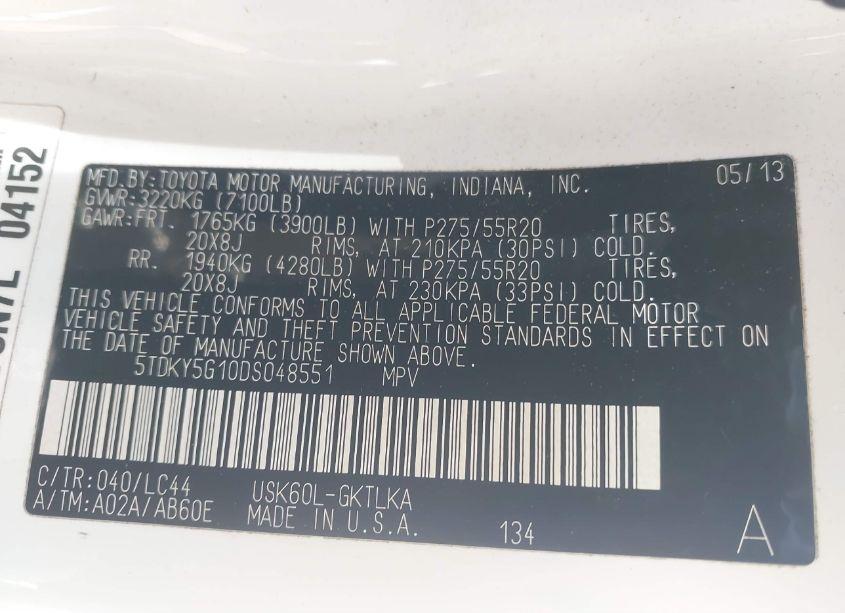 MFD.BY:TOYOTA MOTOR MANUFACTURING, INDIANA, INC. 05/13
GVWR:3220KG (7100LB)
GAWR:FRT. 1765KG (3900LB) WITH P275/55R20 TIRES,
20X8J RIMS, AT 210KPA (30PSI) COLD.
RR. 1940KG (4280LB) WITH P275/55R20 TIRES,
20X8J RIMS, AT 230KPA (33PSI) COLD.
THIS VEHICLE CONFORMS TO ALL APPLICABLE FEDERAL MOTOR
VEHICLE SAFETY AND THEFT PREVENTION STANDARDS IN EFFECT ON
THE DATE OF MANUFACTURE SHOWN ABOVE.
5TDKY5G10DS048551 MPV
C/TR:040/LC44 USK60L-GKTLKA
A/TM:A02A/AB60E MADE IN U.S.A. 134 A
04152